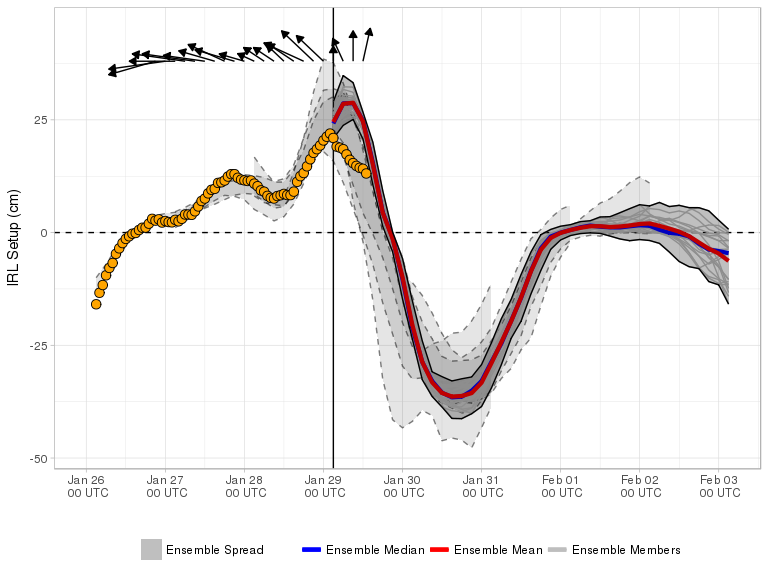 IRL Setup (cm)
25
0
-25
-50
Jan 26 Jan 27 Jan 28 Jan 29 Jan 30 Jan 31 Feb 01 Feb 02 Feb 03
00 UTC 00 UTC 00 UTC 00 UTC 00 UTC 00 UTC 00 UTC 00 UTC 00 UTC
Ensemble Spread Ensemble Median Ensemble Mean Ensemble Members